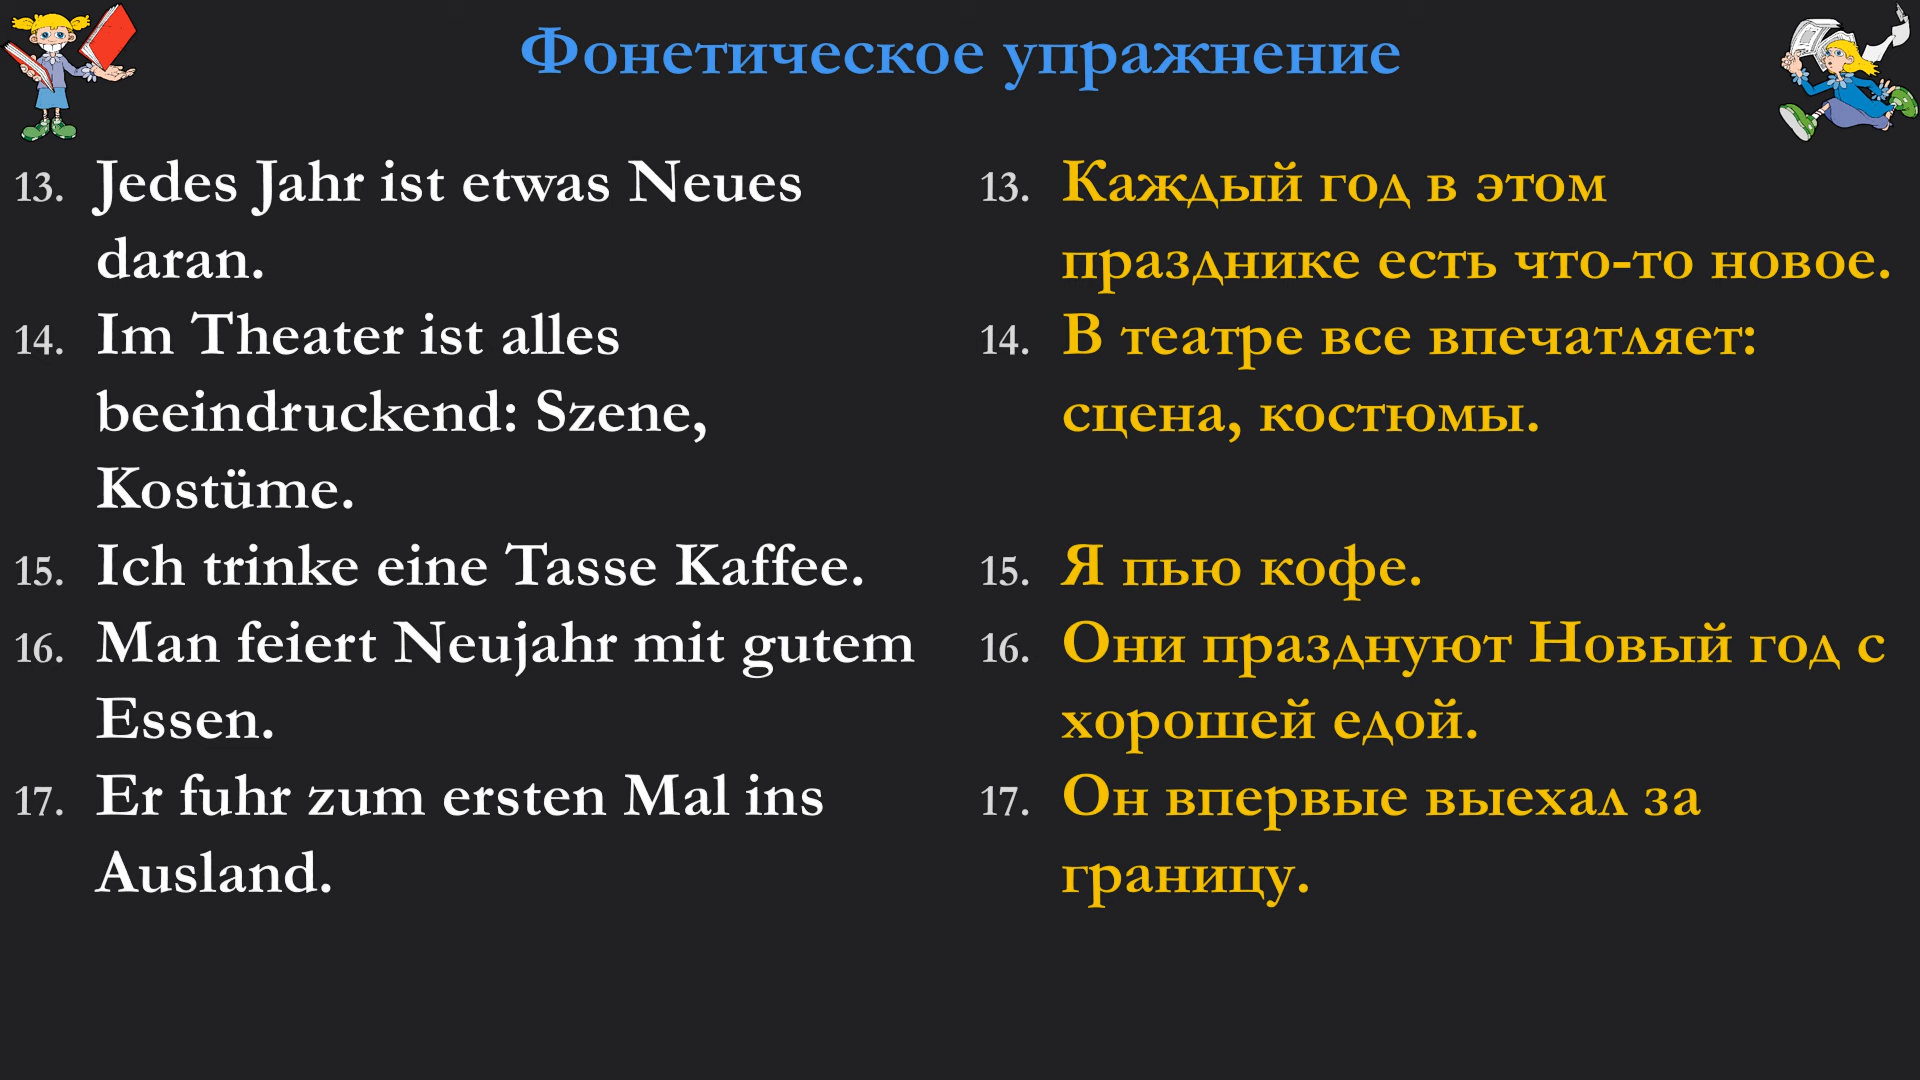 Фонетическое упражнение
13. Jedes Jahr ist etwas Neues
daran.
14. Im Theater ist alles
beeindruckend: Szene,
Kostüme.
15. Ich trinke eine Tasse Kaffee.
16. Man feiert Neujahr mit gutem
Essen.
17. Er fuhr zum ersten Mal ins
Ausland.
13. Каждый год в этом
празднике есть что-то новое.
14. В театре все впечатляет:
сцена, костюмы.
15. Я пью кофе.
16. Они празднуют Новый год с
хорошей едой.
17. Он впервые выехал за
границу.